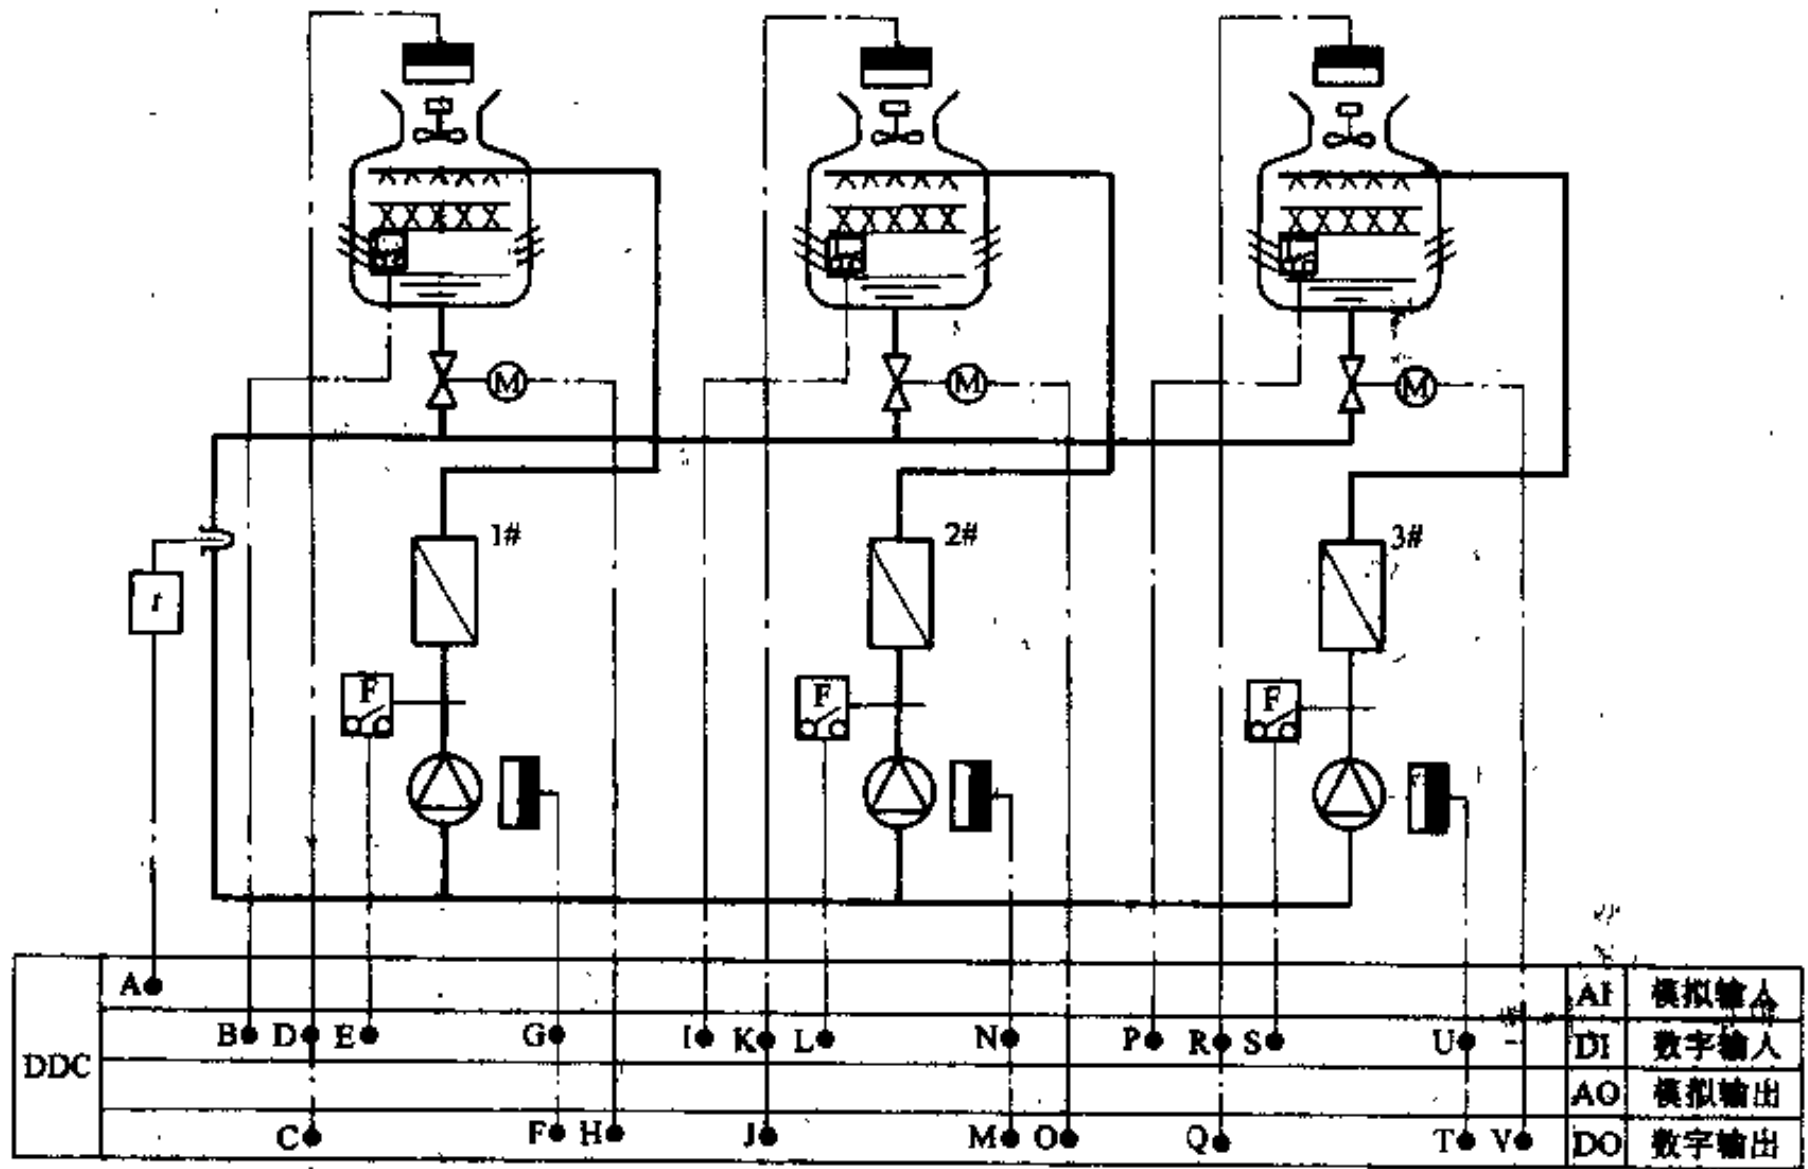 M M M
1# 2# 3#
t
F F F
DDC
A AI 模拟输入
B D E G I K L N P R S U DI 数字输入
AO 模拟输出
C F H J M O Q T V DO 数字输出